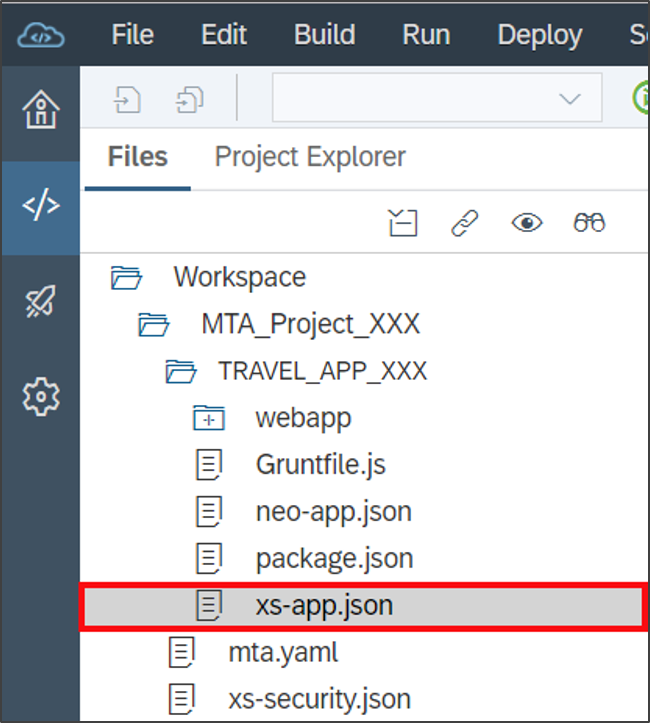 File Edit Build Run Deploy
Files Project Explorer
Workspace
MTA_Project_XXX
TRAVEL_APP_XXX
webapp
Gruntfile.js
neo-app.json
package.json
xs-app.json
mta.yaml
xs-security.json